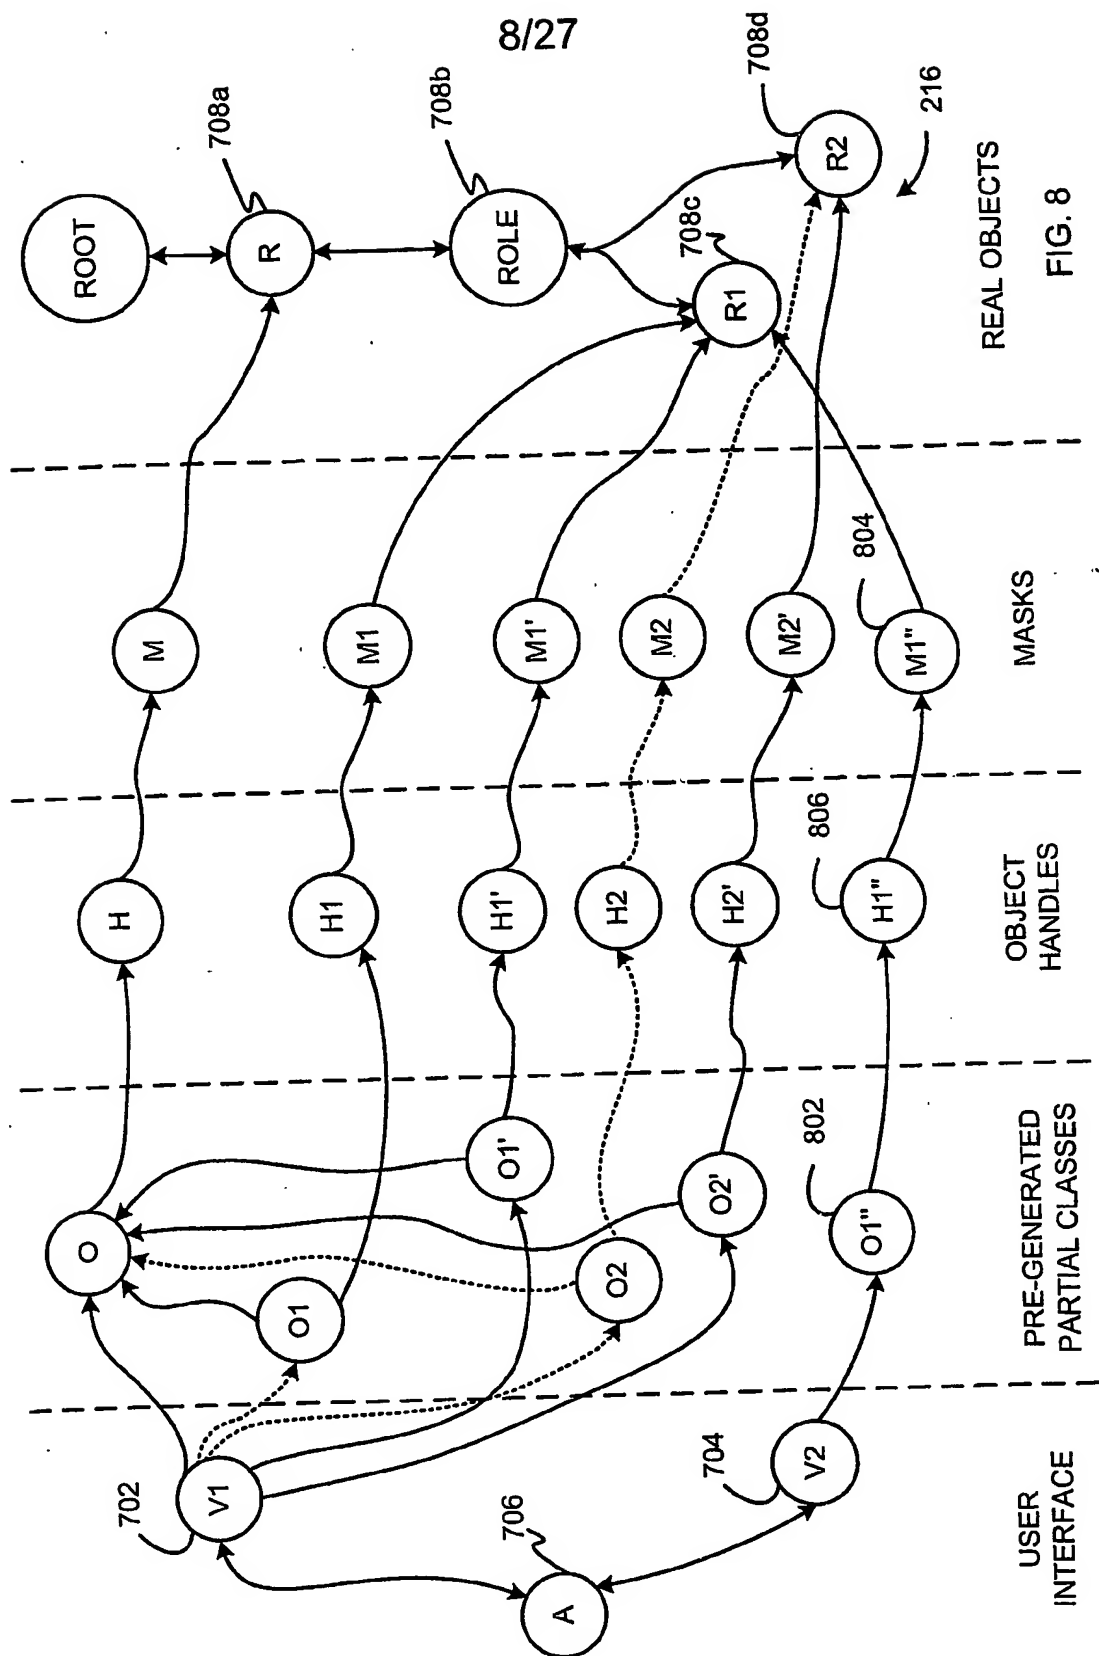 8/27
ROOT
708a
R
708b
ROLE
708c
R1
708d
R2
216
REAL OBJECTS
FIG. 8
M
M1
M1'
M2
M2'
804
M1"
MASKS
H
H1
H1'
H2
H2'
806
H1"
OBJECT
HANDLES
O
O1
O1'
O2
O2'
802
O1"
PRE-GENERATED
PARTIAL CLASSES
702
V1
706
A
704
V2
USER
INTERFACE